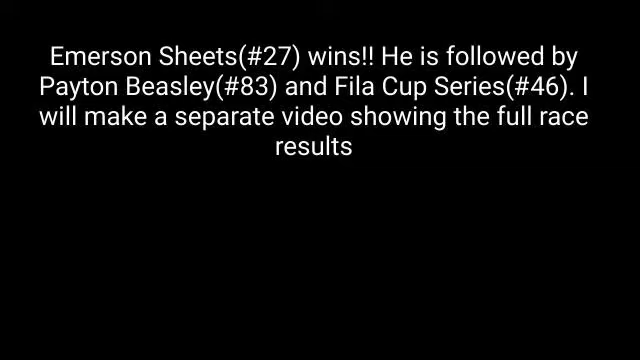 Emerson Sheets(#27) wins!! He is followed by
Payton Beasley(#83) and Fila Cup Series(#46). I
will make a separate video showing the full race
results